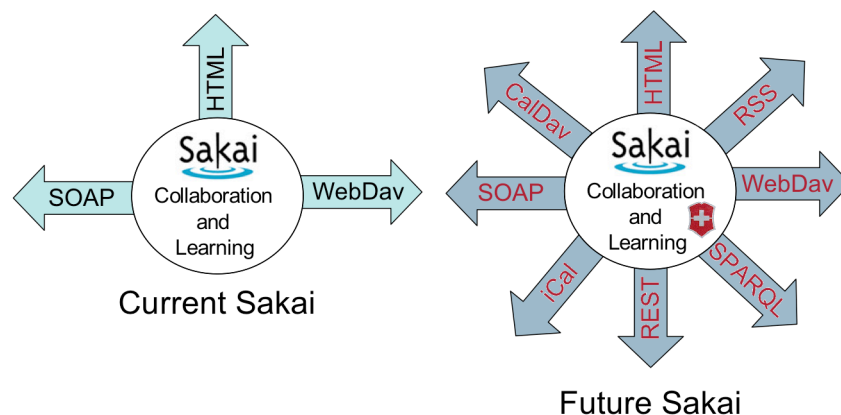 HTML
Sakai
SOAP
WebDav
Collaboration
and
Learning
Current Sakai
HTML
CalDav
RSS
Sakai
SOAP
WebDav
Collaboration
and
Learning
iCal
REST
SPARQL
Future Sakai